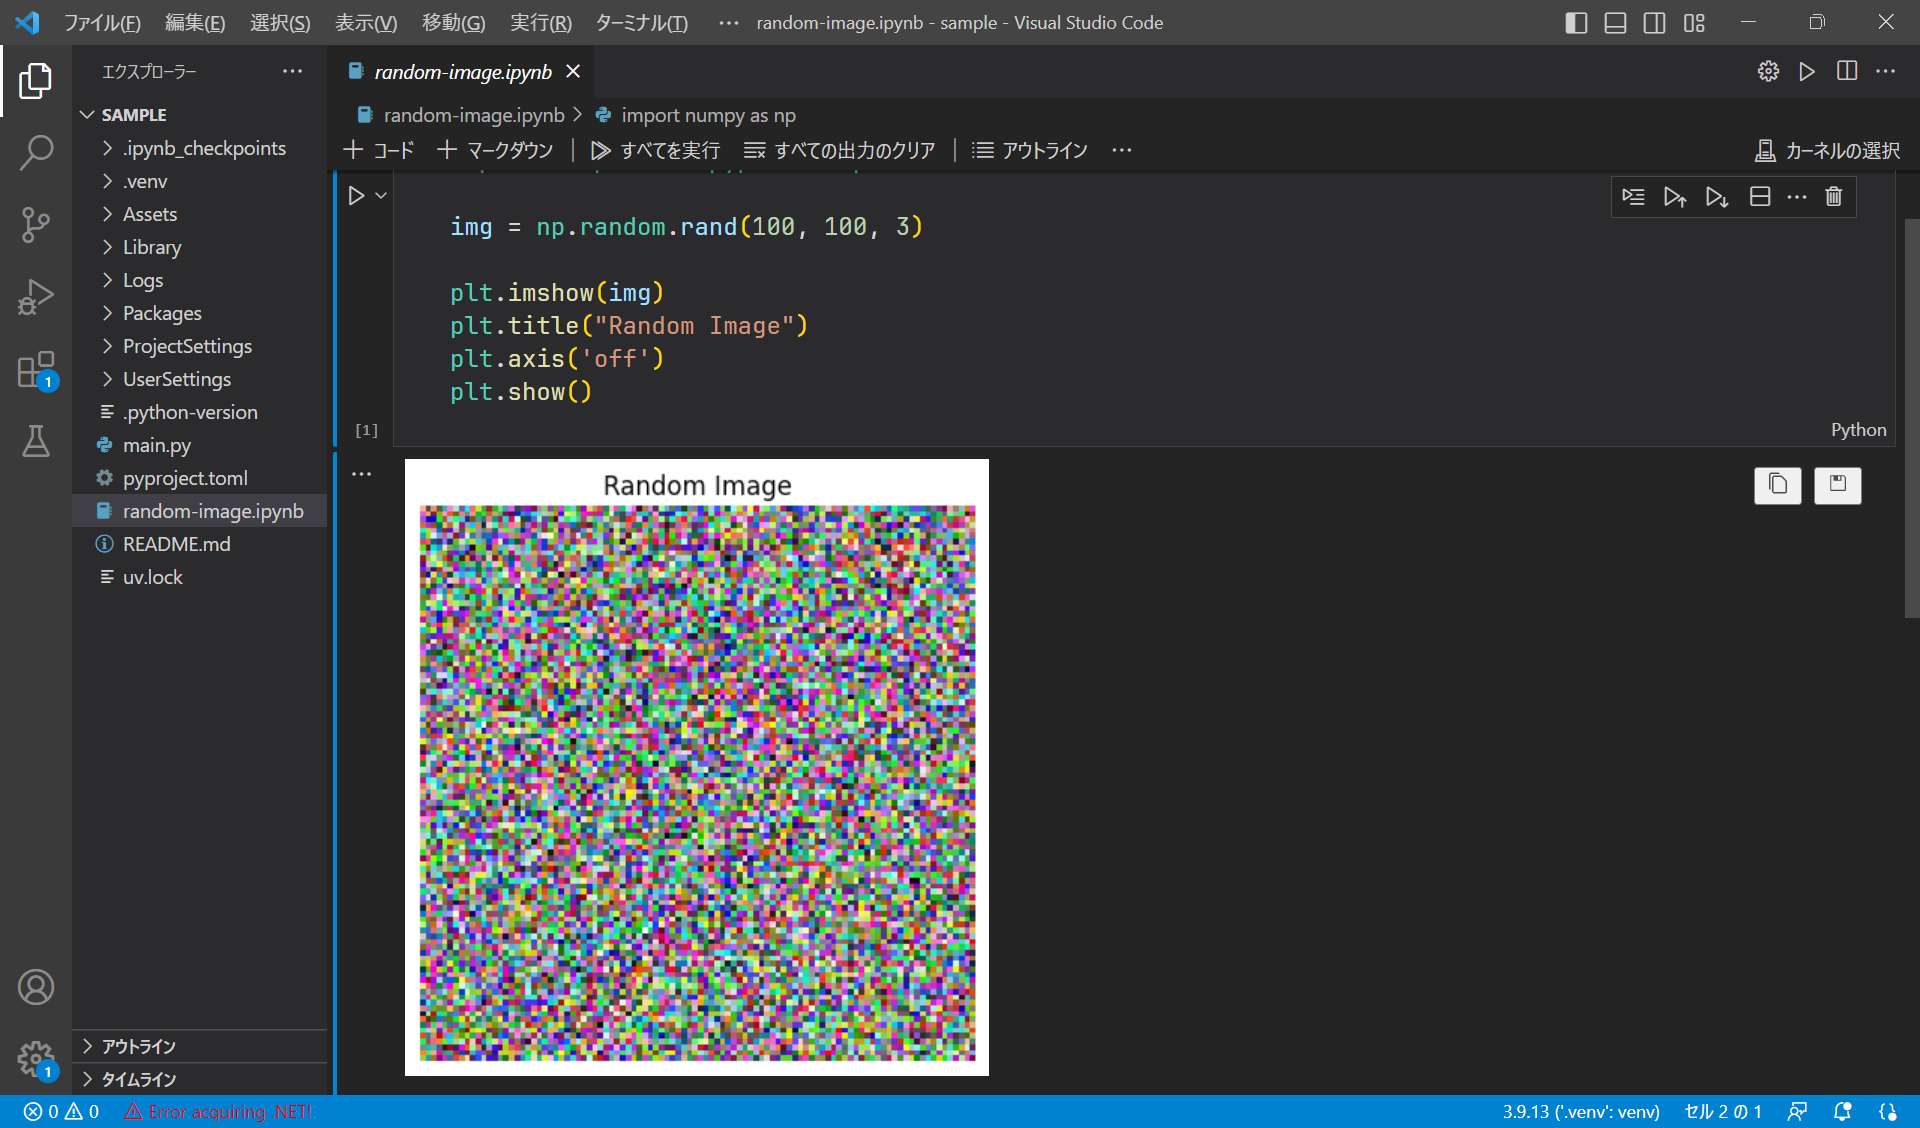 ファイル(F) 編集(E) 選択(S) 表示(V) 移動(G) 実行(R) ターミナル(T) ··· random-image.ipynb - sample - Visual Studio Code
エクスプローラー
SAMPLE
.ipynb_checkpoints
.venv
Assets
Library
Logs
Packages
ProjectSettings
UserSettings
.python-version
main.py
pyproject.toml
random-image.ipynb
README.md
uv.lock
アウトライン
タイムライン
1
1
random-image.ipynb
random-image.ipynb > import numpy as np
コード マークダウン すべてを実行 すべての出力のクリア アウトライン ··· カーネルの選択
img = np.random.rand(100, 100, 3)
plt.imshow(img)
plt.title("Random Image")
plt.axis('off')
plt.show()
[1]
Python
Random Image
0 0 Error acquiring .NET! 3.9.13 ('.venv': venv) セル 2 の 1